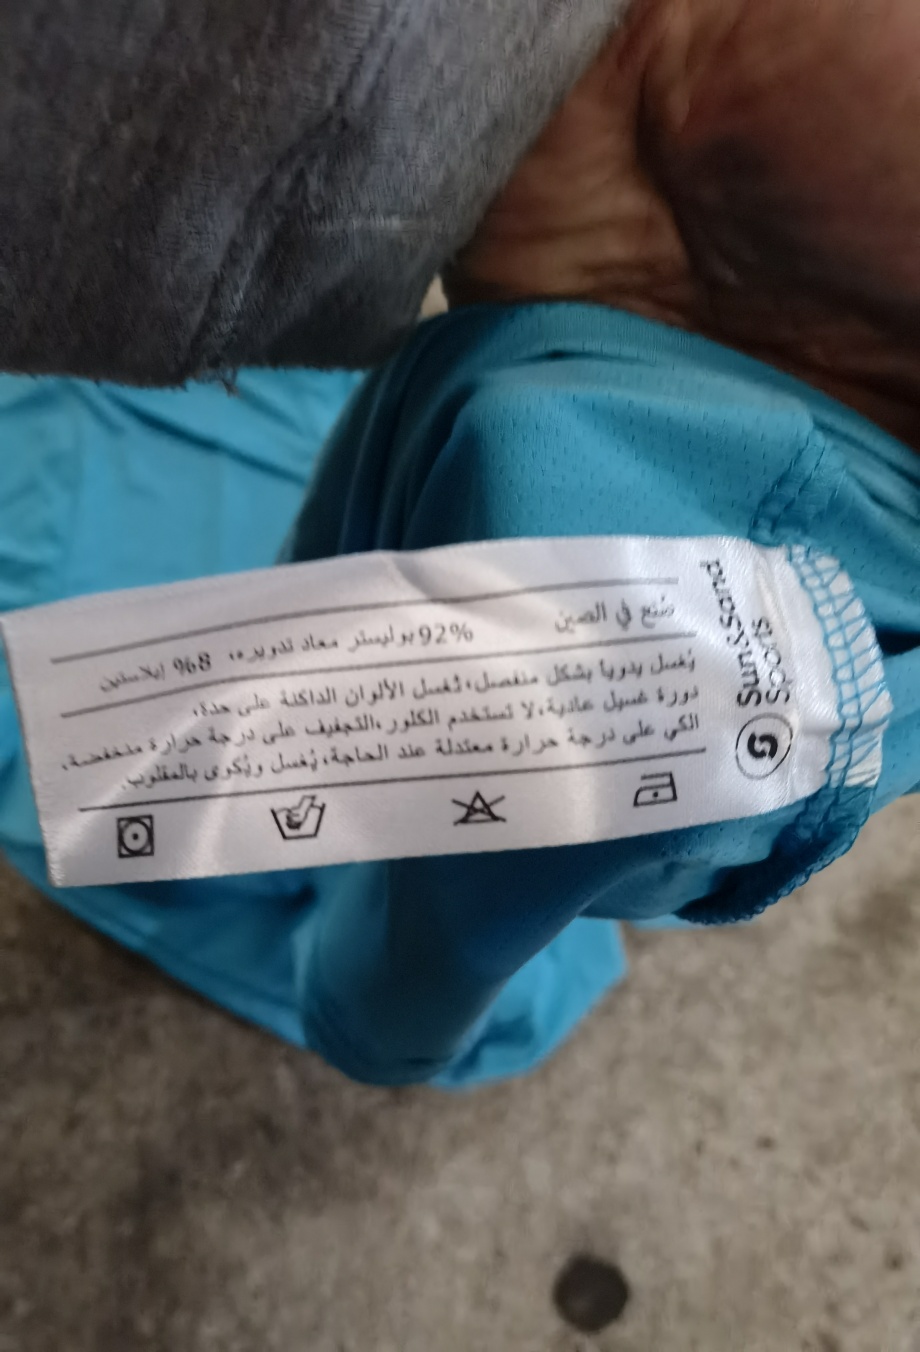 Sun&Sand
Sports
صُنع في الصين
92% بوليستر معاد تدويره، 8% إيلاستين
يُغسل يدوياً بشكل منفصل، تُغسل الألوان الداكنة على حدة،
دورة غسيل عادية، لا تستخدم الكلور، التجفيف على درجة حرارة منخفضة،
الكي على درجة حرارة معتدلة عند الحاجة، يُغسل ويُكوى بالمقلوب.